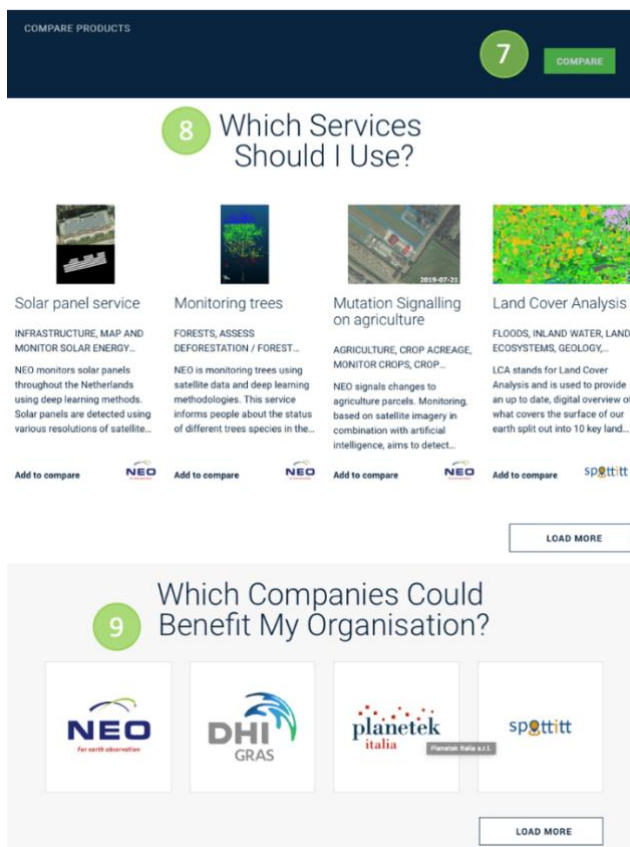 COMPARE PRODUCTS
7
COMPARE
8
Which Services
Should I Use?
2019-07-21
Solar panel service
INFRASTRUCTURE, MAP AND
MONITOR SOLAR ENERGY...
NEO monitors solar panels
throughout the Netherlands
using deep learning methods.
Solar panels are detected using
various resolutions of satellite...
Add to compare
NEO
Monitoring trees
FORESTS, ASSESS
DEFORESTATION / FOREST...
NEO is monitoring trees using
satellite data and deep learning
methodologies. This service
informs people about the status
of different trees species in the...
Add to compare
NEO
Mutation Signalling
on agriculture
AGRICULTURE, CROP ACREAGE,
MONITOR CROPS, CROP...
NEO signals changes to
agriculture parcels. Monitoring,
based on satellite imagery in
combination with artificial
intelligence, aims to detect...
Add to compare
NEO
Land Cover Analysis
FLOODS, INLAND WATER, LAND
ECOSYSTEMS, GEOLOGY,...
LCA stands for Land Cover
Analysis and is used to provide
an up to date, digital overview of
what covers the surface of our
earth split out into 10 key land...
Add to compare
spottitt
LOAD MORE
9
Which Companies Could
Benefit My Organisation?
NEO
For earth observation
DHI
GRAS
planetek
italia
Planetek Italia s.r.l.
spottitt
LOAD MORE